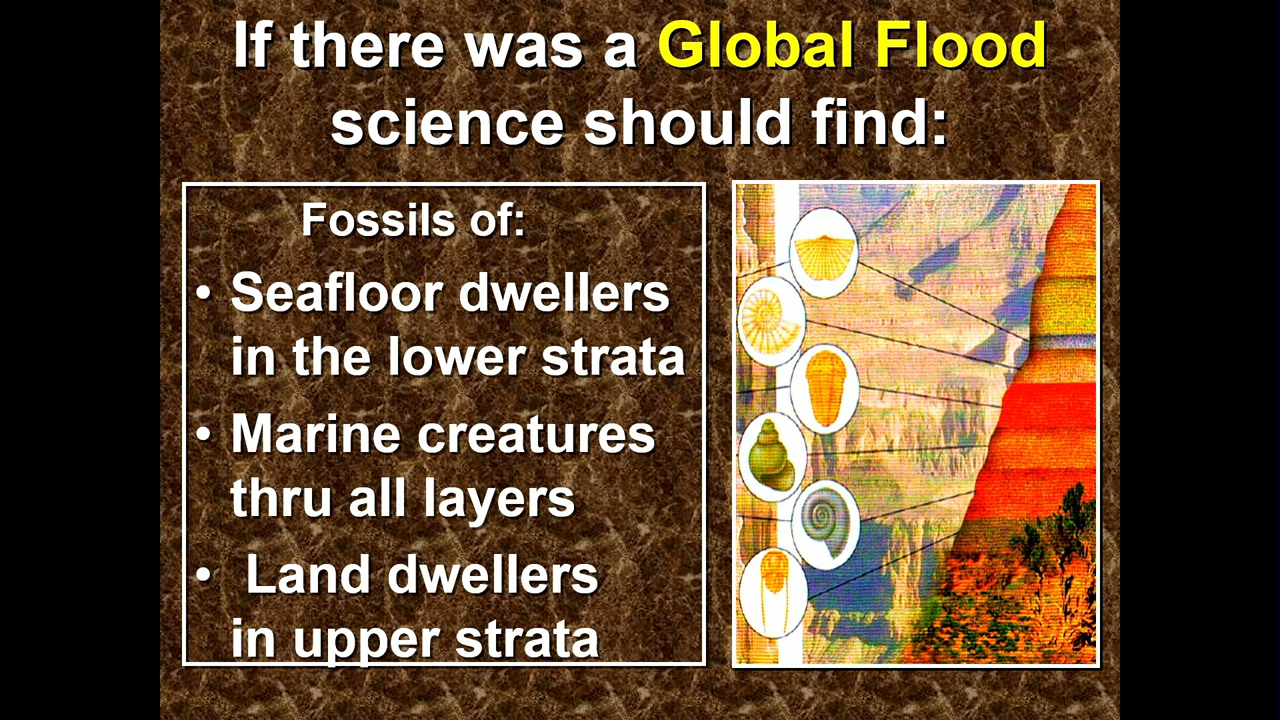 If there was a Global Flood
science should find:
Fossils of:
• Seafloor dwellers
in the lower strata
• Marine creatures
thru all layers
• Land dwellers
in upper strata